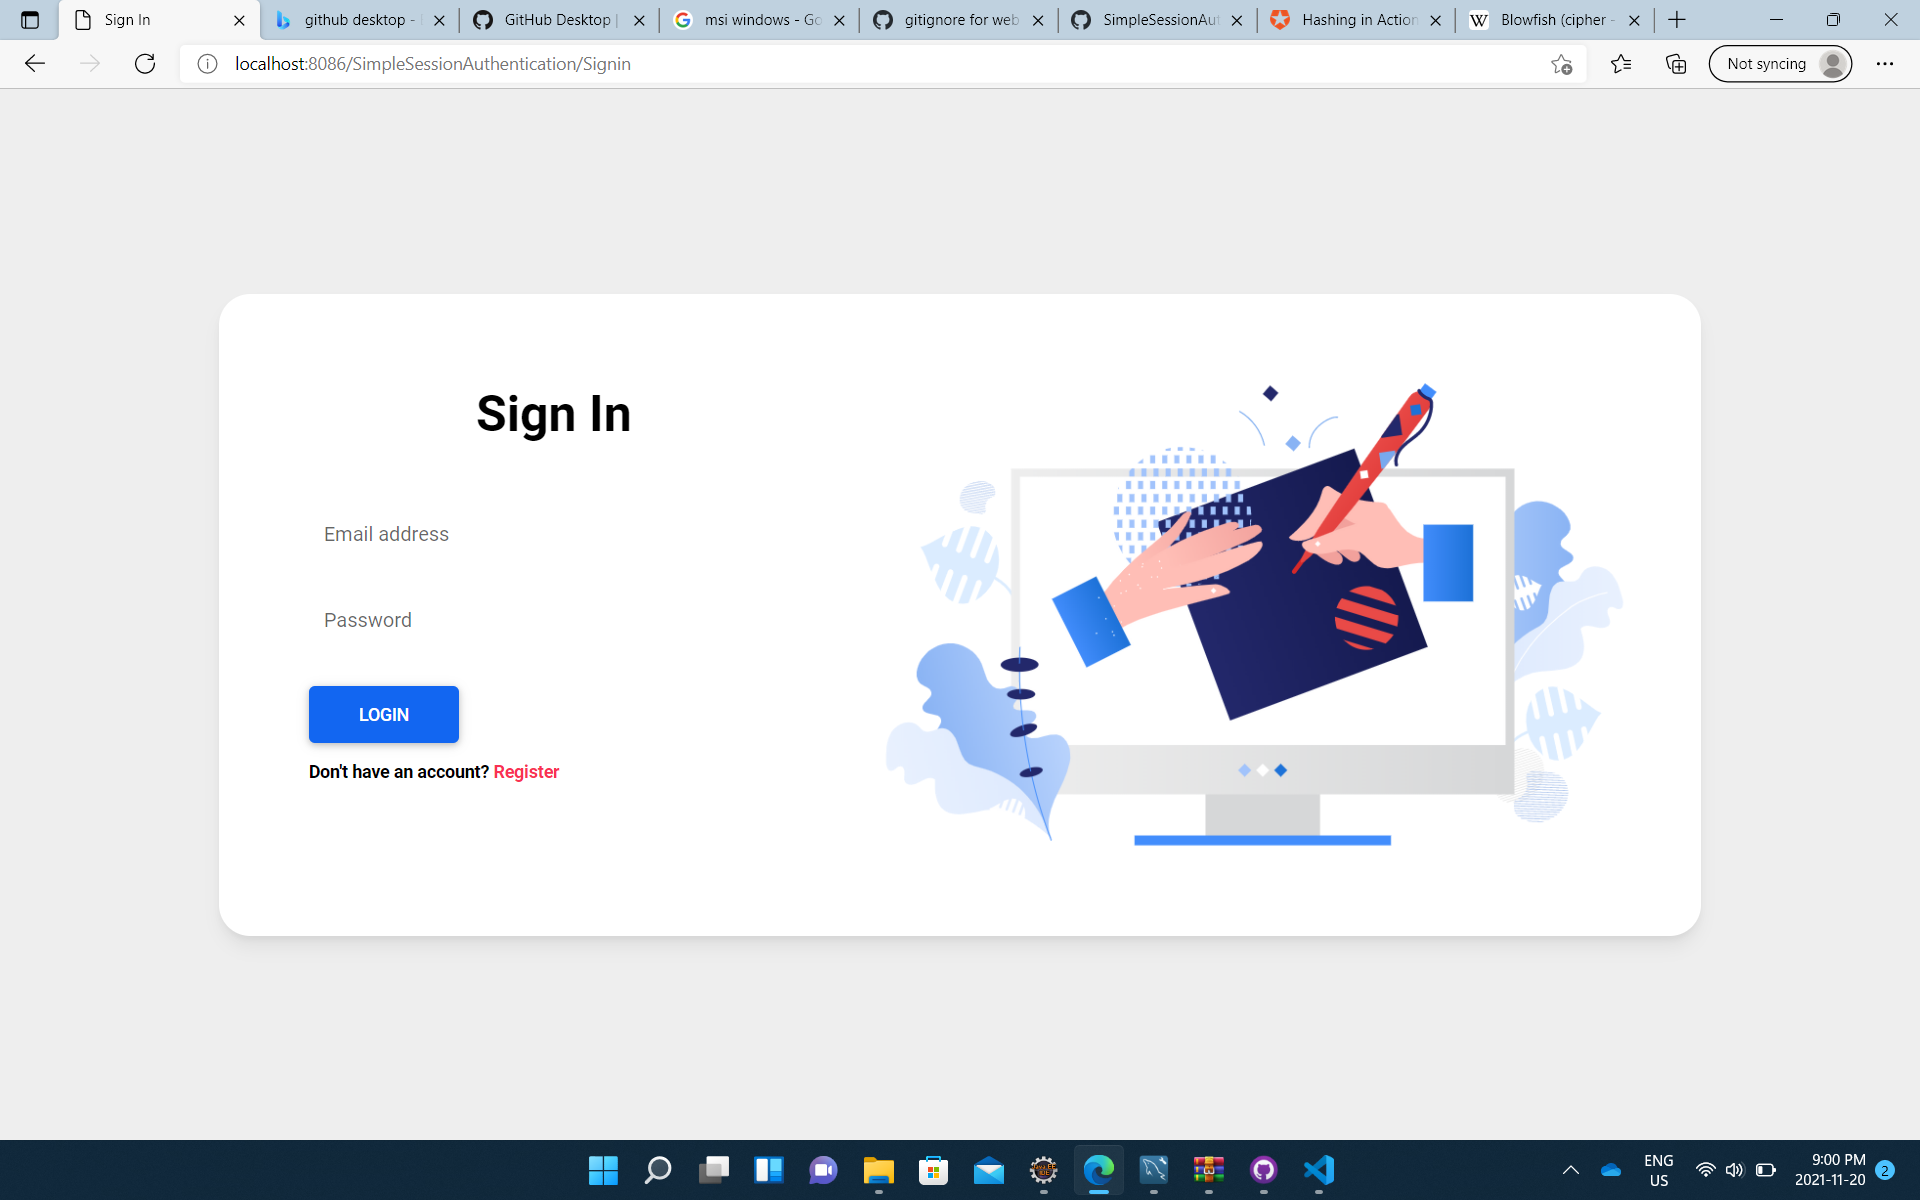 Sign In
github desktop -
GitHub Desktop |
msi windows - Go
gitignore for web
SimpleSessionAut
Hashing in Action
Blowfish (cipher -
localhost:8086/SimpleSessionAuthentication/Signin
Not syncing
Sign In
Email address
Password
LOGIN
Don't have an account? Register
ENG
US
9:00 PM
2021-11-20
2